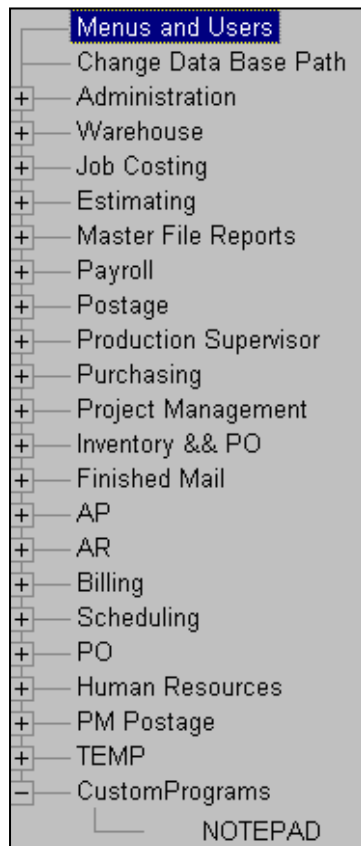 Menus and Users
Change Data Base Path
Administration
Warehouse
Job Costing
Estimating
Master File Reports
Payroll
Postage
Production Supervisor
Purchasing
Project Management
Inventory && PO
Finished Mail
AP
AR
Billing
Scheduling
PO
Human Resources
PM Postage
TEMP
CustomPrograms
NOTEPAD